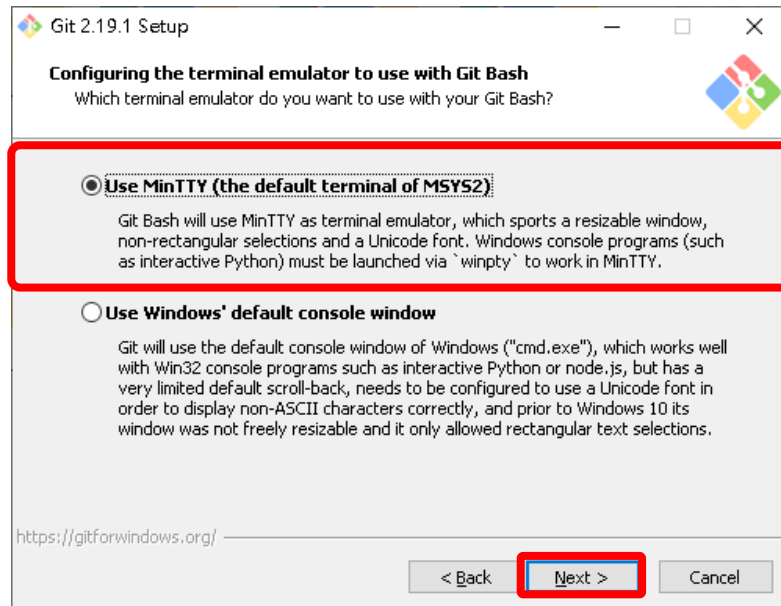 Git 2.19.1 Setup
Configuring the terminal emulator to use with Git Bash
Which terminal emulator do you want to use with your Git Bash?
Use MinTTY (the default terminal of MSYS2)
Git Bash will use MinTTY as terminal emulator, which sports a resizable window,
non-rectangular selections and a Unicode font. Windows console programs (such
as interactive Python) must be launched via `winpty` to work in MinTTY.
Use Windows' default console window
Git will use the default console window of Windows ("cmd.exe"), which works well
with Win32 console programs such as interactive Python or node.js, but has a
very limited default scroll-back, needs to be configured to use a Unicode font in
order to display non-ASCII characters correctly, and prior to Windows 10 its
window was not freely resizable and it only allowed rectangular text selections.
https://gitforwindows.org/
< Back Next > Cancel